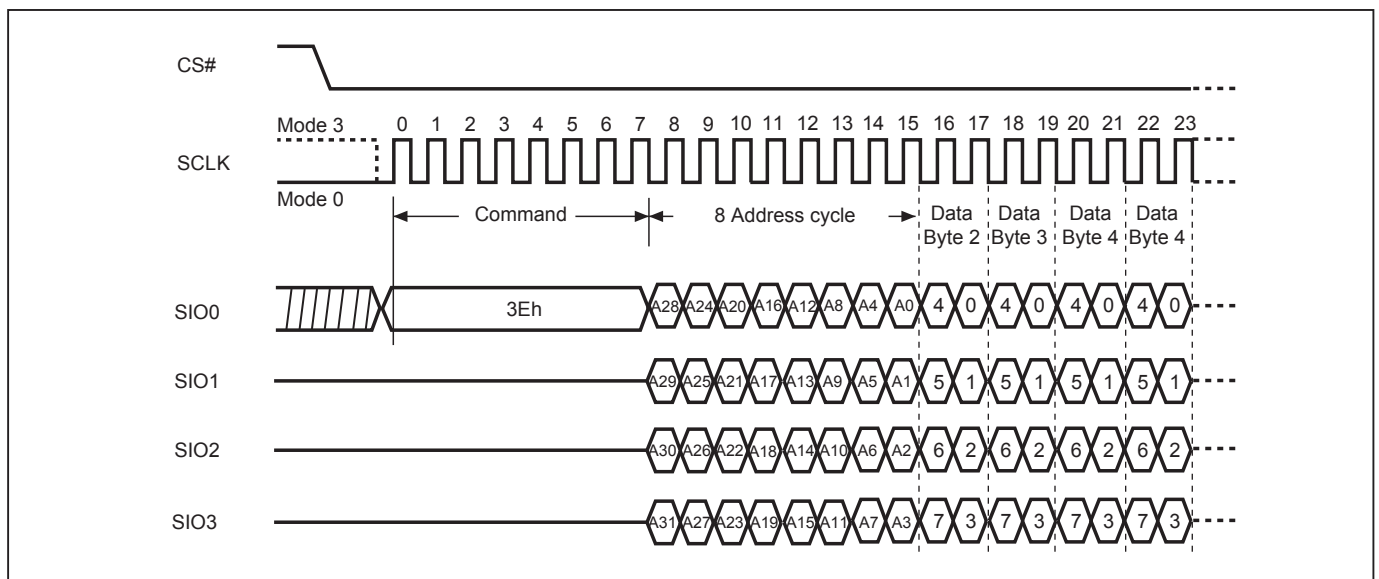 CS#
Mode 3
0 1 2 3 4 5 6 7 8 9 10 11 12 13 14 15 16 17 18 19 20 21 22 23
SCLK
Mode 0
Command
8 Address cycle
Data Byte 2
Data Byte 3
Data Byte 4
Data Byte 4
SIO0
3Eh
A28 A24 A20 A16 A12 A8 A4 A0 4 0 4 0 4 0 4 0
SIO1
A29 A25 A21 A17 A13 A9 A5 A1 5 1 5 1 5 1 5 1
SIO2
A30 A26 A22 A18 A14 A10 A6 A2 6 2 6 2 6 2 6 2
SIO3
A31 A27 A23 A19 A15 A11 A7 A3 7 3 7 3 7 3 7 3